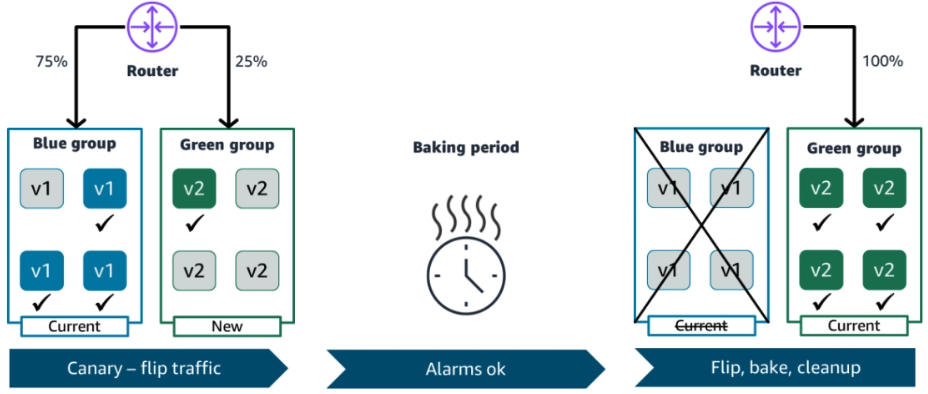 75%
25%
Router
Blue group
Green group
v1
v1
v2
v2
v1
v1
v2
v2
Current
New
Canary – flip traffic
Baking period
Alarms ok
Router
100%
Blue group
Green group
v1
v1
v2
v2
v1
v1
v2
v2
Current
Current
Flip, bake, cleanup